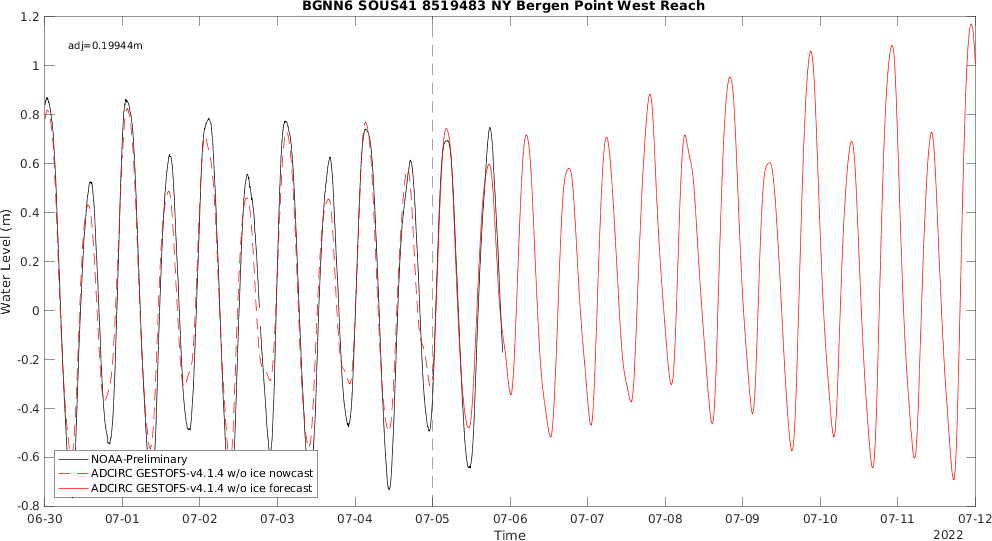 BGNN6 SOUS41 8519483 NY Bergen Point West Reach
adj=0.19944m
Water Level (m)
1.2
1
0.8
0.6
0.4
0.2
0
-0.2
-0.4
-0.6
-0.8
NOAA-Preliminary
ADCIRC GESTOFS-v4.1.4 w/o ice nowcast
ADCIRC GESTOFS-v4.1.4 w/o ice forecast
06-30 07-01 07-02 07-03 07-04 07-05 07-06 07-07 07-08 07-09 07-10 07-11 07-12
Time
2022